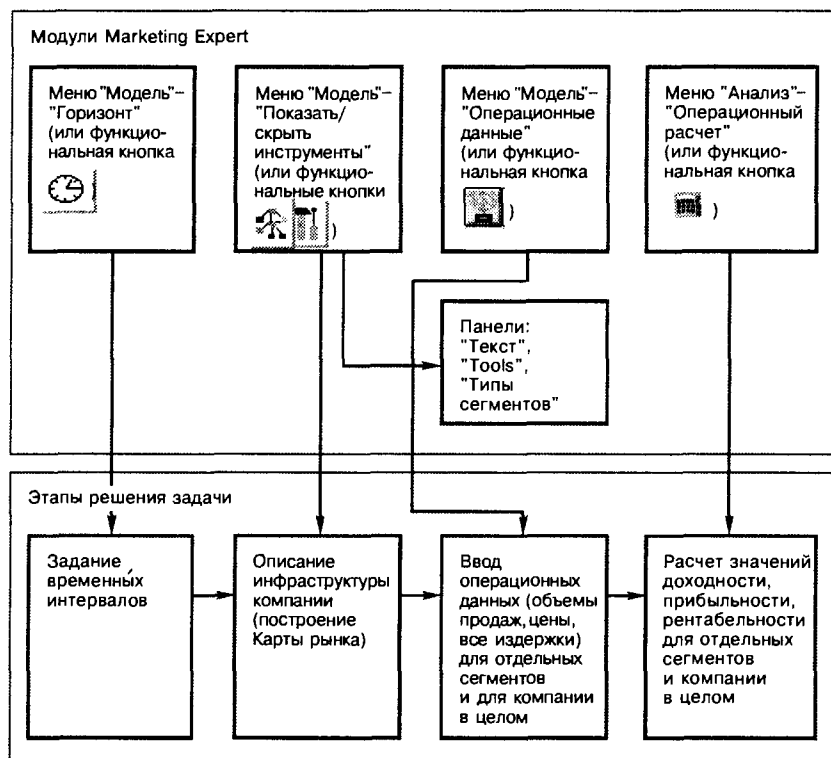 Модули Marketing Expert
Меню "Модель"–
"Горизонт"
(или функцио-
нальная кнопка
Меню "Модель"–
"Показать/
скрыть
инструменты"
(или функцио-
нальные кнопки
)
Меню "Модель"–
"Операционные
данные"
(или функцио-
нальная кнопка
)
Меню "Анализ"–
"Операционный
расчет"
(или функцио-
нальная кнопка
)
Панели:
"Текст",
"Tools",
"Типы
сегментов"
Этапы решения задачи
Задание
временных
интервалов
Описание
инфраструктуры
компании
(построение
Карты рынка)
Ввод
операционных
данных (объемы
продаж, цены,
все издержки)
для отдельных
сегментов
и для компании
в целом
Расчет значений
доходности,
прибыльности,
рентабельности
для отдельных
сегментов
и компании
в целом